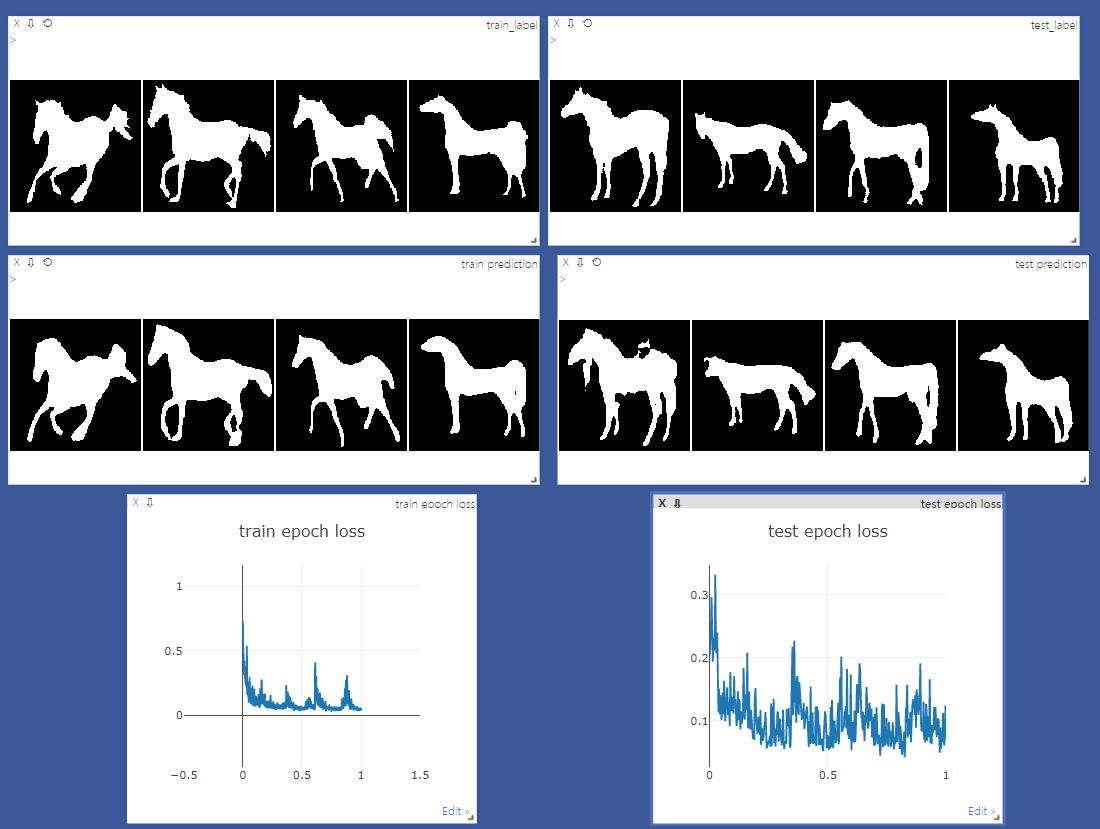 X train_label
>
X test_label
>
X train prediction
>
X test prediction
>
X train epoch loss
train epoch loss
1
0.5
0
−0.5 0 0.5 1 1.5
Edit »
X test epoch loss
test epoch loss
0.3
0.2
0.1
0 0.5 1
Edit »